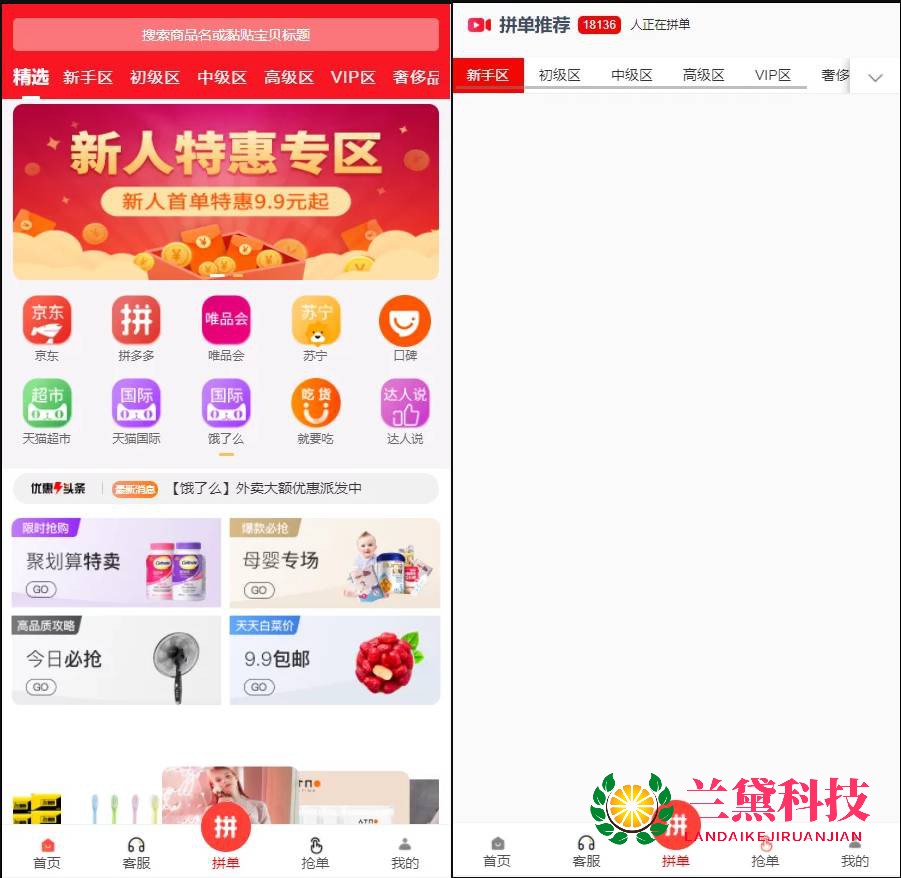 搜索商品名或黏贴宝贝标题
精选 新手区 初级区 中级区 高级区 VIP区 奢侈品
新人特惠专区
新人首单特惠9.9元起
京东 拼 唯品会 苏宁
京东 拼多多 唯品会 苏宁 口碑
超市 国际 国际 吃货 达人说
天猫超市 天猫国际 饿了么 就要吃 达人说
优惠头条 最新消息 【饿了么】外卖大额优惠派发中
限时抢购
聚划算特卖
GO
爆款必抢
母婴专场
GO
高品质攻略
今日必抢
GO
天天白菜价
9.9包邮
GO
拼
首页 客服 拼单 抢单 我的
拼单推荐 18136 人正在拼单
新手区 初级区 中级区 高级区 VIP区 奢侈
拼
首页 客服 拼单 抢单 我的
兰黛科技
LANDAIKEJIRUANJIAN